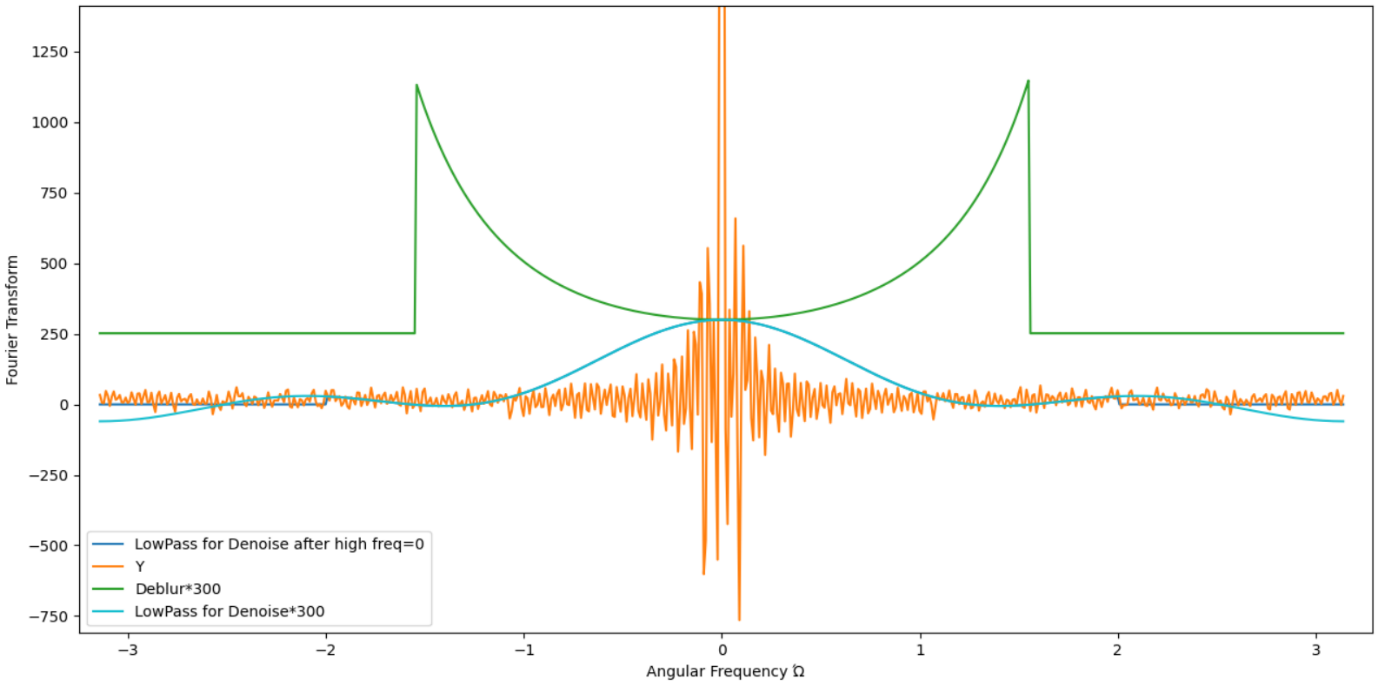 1250
1000
750
500
250
0
−250
−500
−750
Fourier Transform
LowPass for Denoise after high freq=0
Y
Deblur*300
LowPass for Denoise*300
−3
−2
−1
0
1
2
3
Angular Frequency Ώ